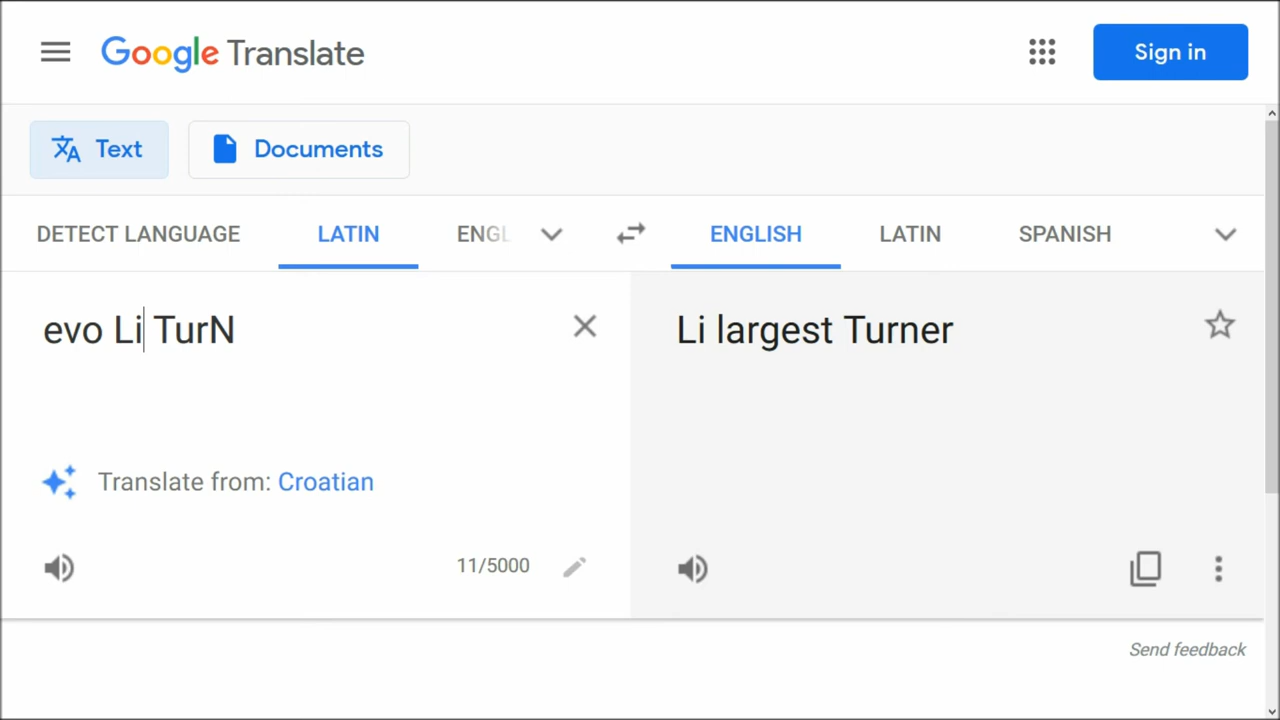 Google Translate
Sign in
Text
Documents
DETECT LANGUAGE
LATIN
ENGL
ENGLISH
LATIN
SPANISH
evo Li TurN
Li largest Turner
Translate from: Croatian
11/5000
Send feedback